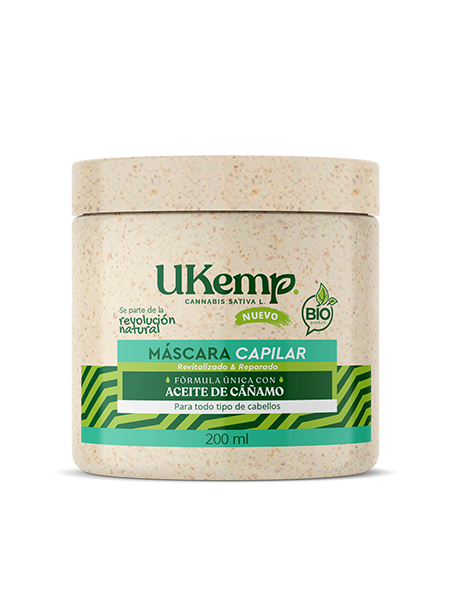 UKemp.
CANNABIS SATIVA L.
NUEVO
BIO
product
Se parte de la
revolución
natural
MÁSCARA CAPILAR
Revitalizado & Reparado
FÓRMULA ÚNICA CON
ACEITE DE CÁÑAMO
Para todo tipo de cabellos
200 ml